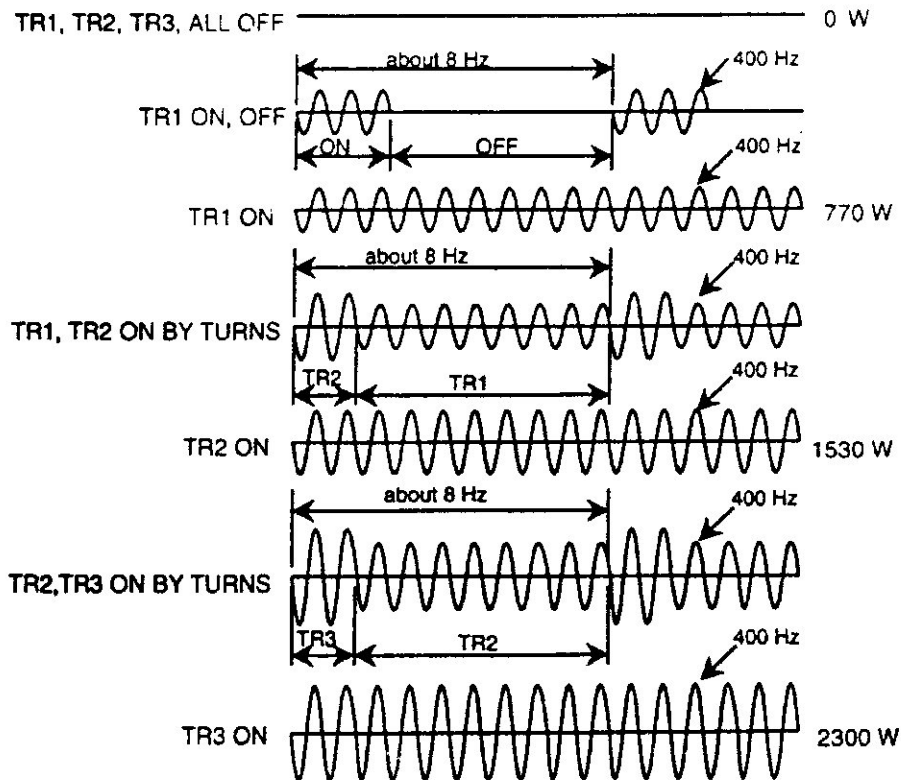 TR1, TR2, TR3, ALL OFF 0 W
about 8 Hz 400 Hz
TR1 ON, OFF
ON OFF 400 Hz
TR1 ON 770 W
about 8 Hz 400 Hz
TR1, TR2 ON BY TURNS
TR2 TR1 400 Hz
TR2 ON 1530 W
about 8 Hz 400 Hz
TR2,TR3 ON BY TURNS
TR3 TR2 400 Hz
TR3 ON 2300 W